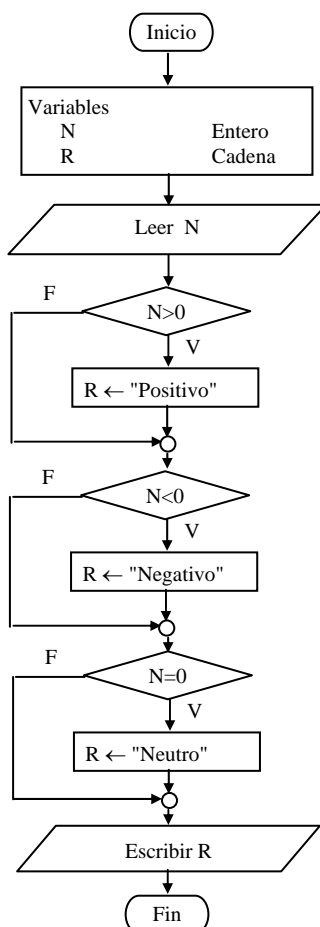 Inicio
Variables
N Entero
R Cadena
Leer N
F
N>0
V
R ← "Positivo"
F
N<0
V
R ← "Negativo"
F
N=0
V
R ← "Neutro"
Escribir R
Fin